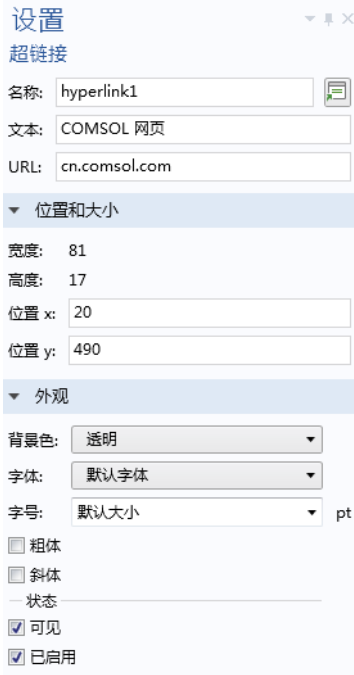 设置
超链接
名称: hyperlink1
文本: COMSOL 网页
URL: cn.comsol.com
位置和大小
宽度: 81
高度: 17
位置 x: 20
位置 y: 490
外观
背景色: 透明
字体: 默认字体
字号: 默认大小 pt
粗体
斜体
状态
可见
已启用